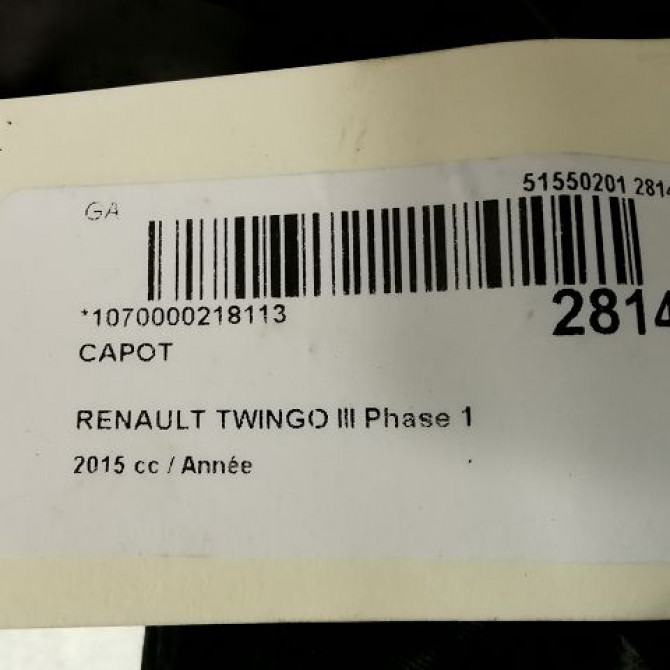 51550201 2814
GA
*1070000218113
2814
CAPOT
RENAULT TWINGO III Phase 1
2015 cc / Année